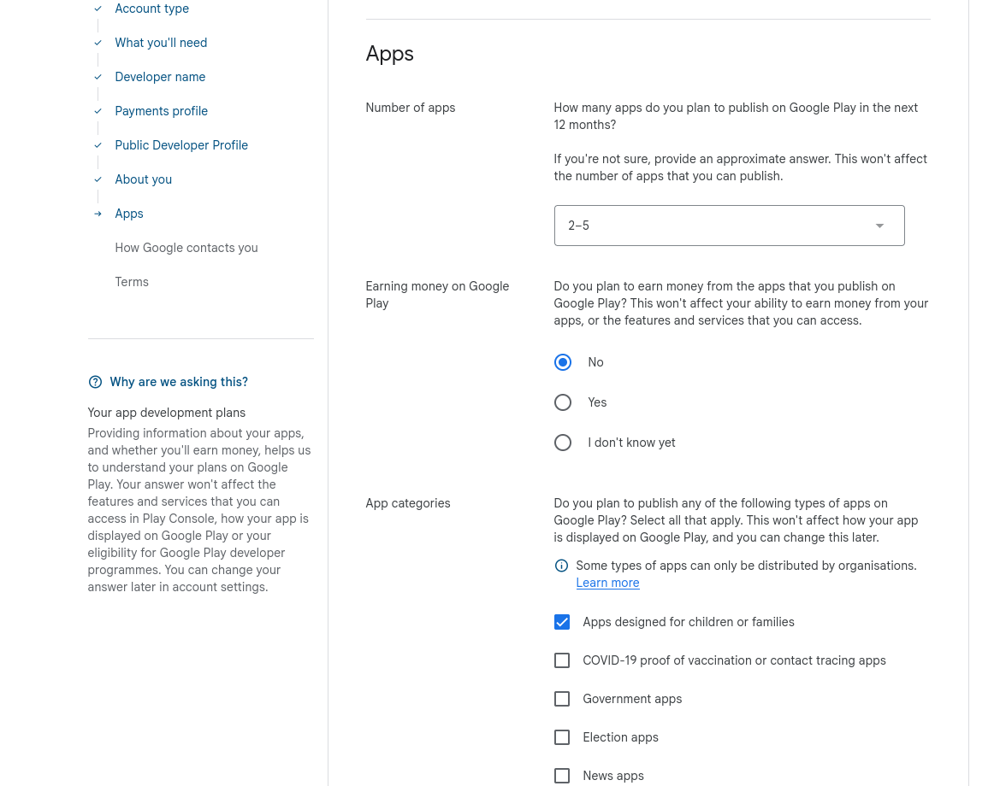 Account type
What you'll need
Developer name
Payments profile
Public Developer Profile
About you
Apps
How Google contacts you
Terms
Why are we asking this?
Your app development plans
Providing information about your apps,
and whether you'll earn money, helps us
to understand your plans on Google
Play. Your answer won't affect the
features and services that you can
access in Play Console, how your app is
displayed on Google Play or your
eligibility for Google Play developer
programmes. You can change your
answer later in account settings.
Apps
Number of apps
How many apps do you plan to publish on Google Play in the next
12 months?
If you're not sure, provide an approximate answer. This won't affect
the number of apps that you can publish.
2–5
Earning money on Google
Play
Do you plan to earn money from the apps that you publish on
Google Play? This won't affect your ability to earn money from your
apps, or the features and services that you can access.
No
Yes
I don't know yet
App categories
Do you plan to publish any of the following types of apps on
Google Play? Select all that apply. This won't affect how your app
is displayed on Google Play, and you can change this later.
Some types of apps can only be distributed by organisations.
Learn more
Apps designed for children or families
COVID-19 proof of vaccination or contact tracing apps
Government apps
Election apps
News apps